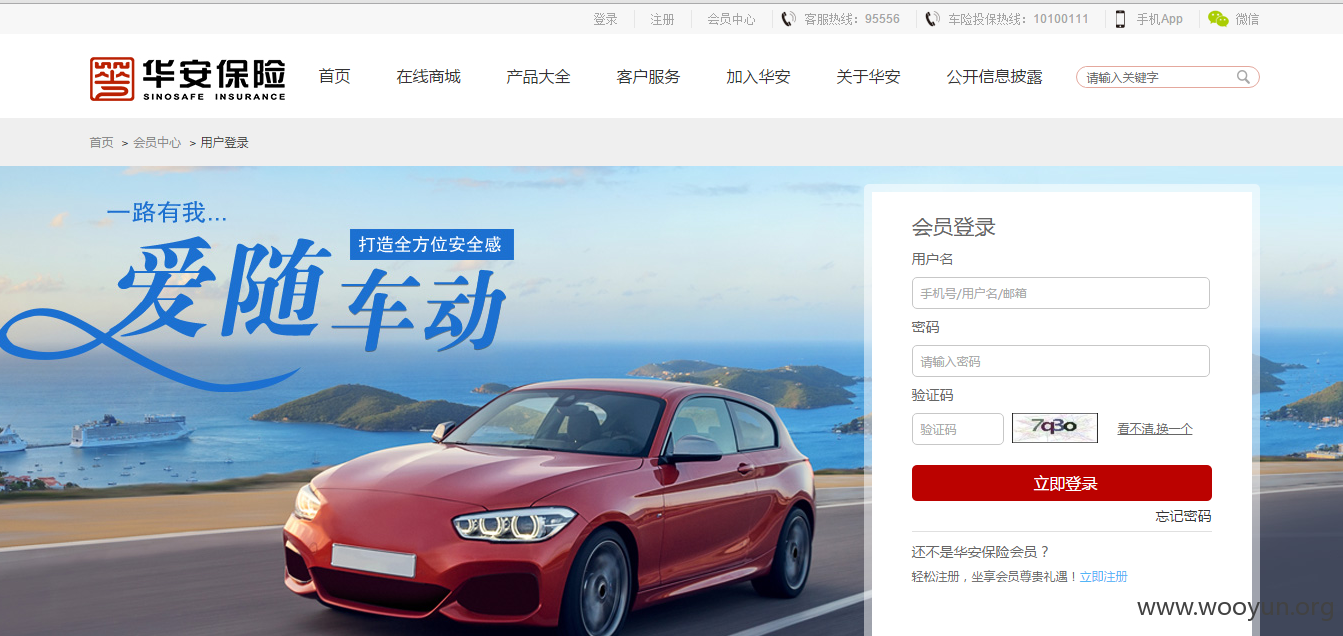 登录 注册 会员中心 客服热线：95556 车险投保热线：10100111 手机App 微信
华安保险 首页 在线商城 产品大全 客户服务 加入华安 关于华安 公开信息披露 请输入关键字
SINOSAFE INSURANCE
首页 > 会员中心 > 用户登录
一路有我...
打造全方位安全感
爱随车动
会员登录
用户名
手机号/用户名/邮箱
密码
请输入密码
验证码
验证码 7q3o 看不清,换一个
立即登录
忘记密码
还不是华安保险会员？
轻松注册，坐享会员尊贵礼遇！立即注册
www.wooyun.org